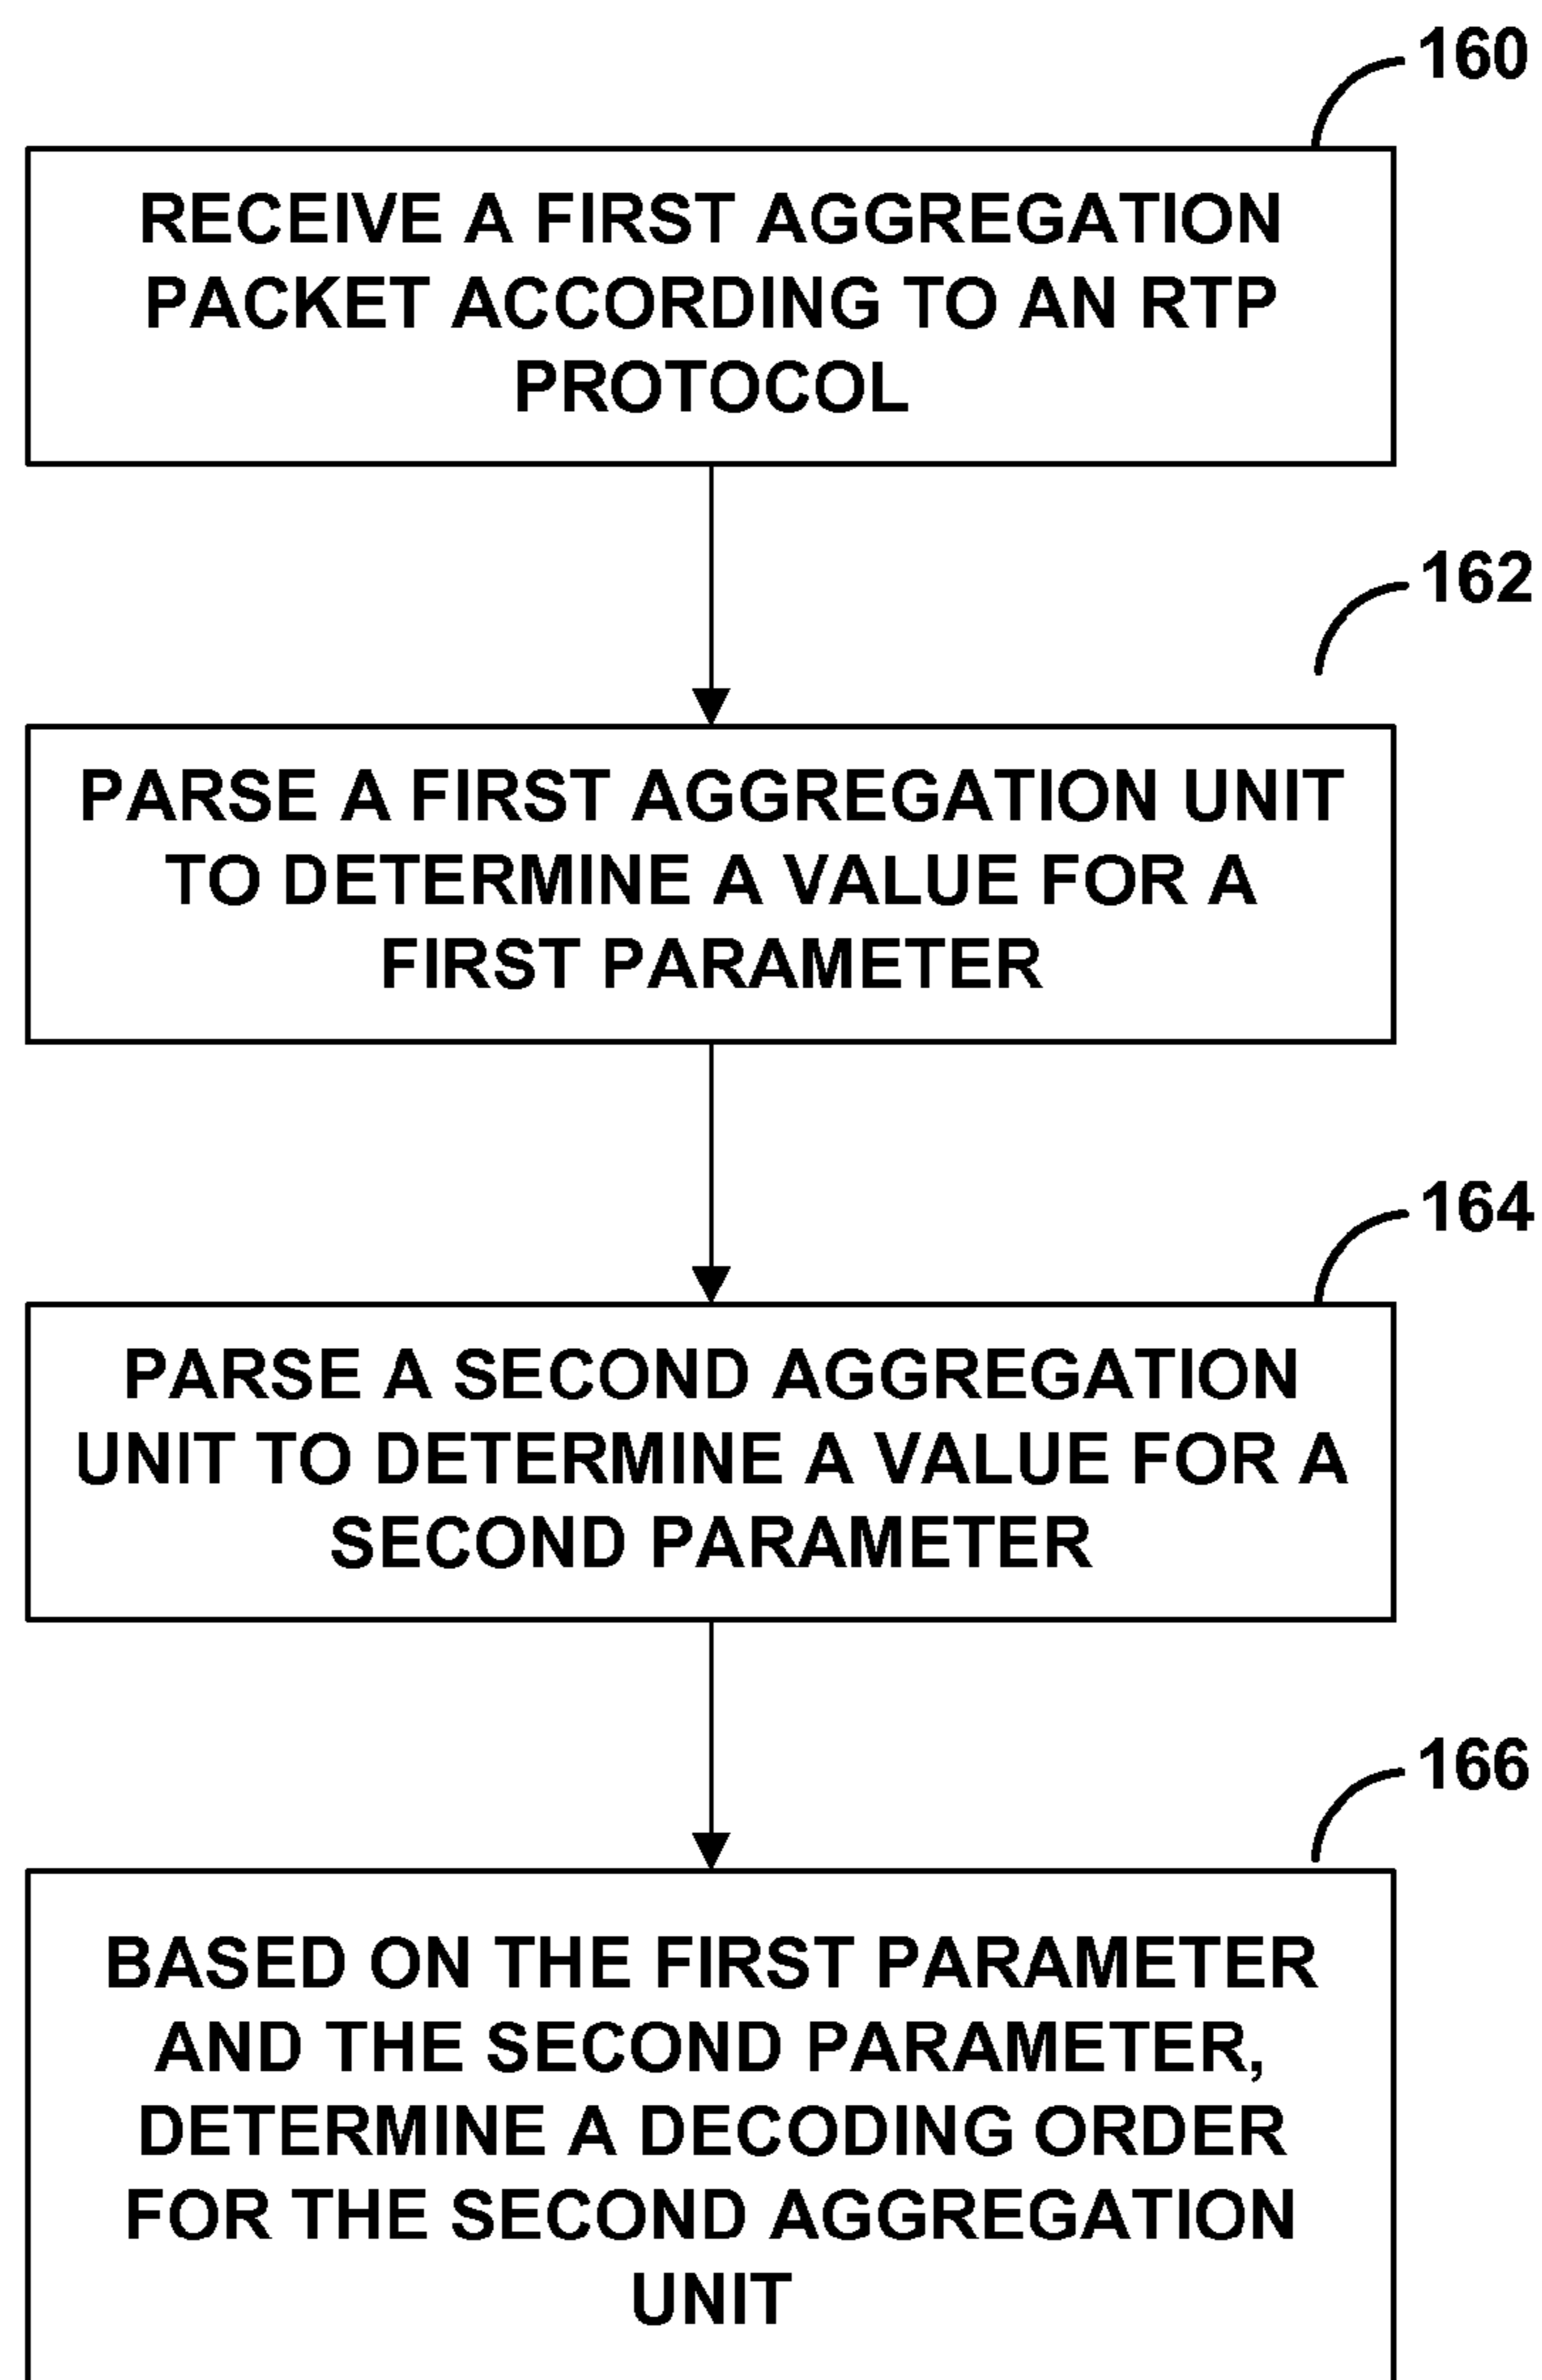 160
RECEIVE A FIRST AGGREGATION
PACKET ACCORDING TO AN RTP
PROTOCOL
162
PARSE A FIRST AGGREGATION UNIT
TO DETERMINE A VALUE FOR A
FIRST PARAMETER
164
PARSE A SECOND AGGREGATION
UNIT TO DETERMINE A VALUE FOR A
SECOND PARAMETER
166
BASED ON THE FIRST PARAMETER
AND THE SECOND PARAMETER,
DETERMINE A DECODING ORDER
FOR THE SECOND AGGREGATION
UNIT